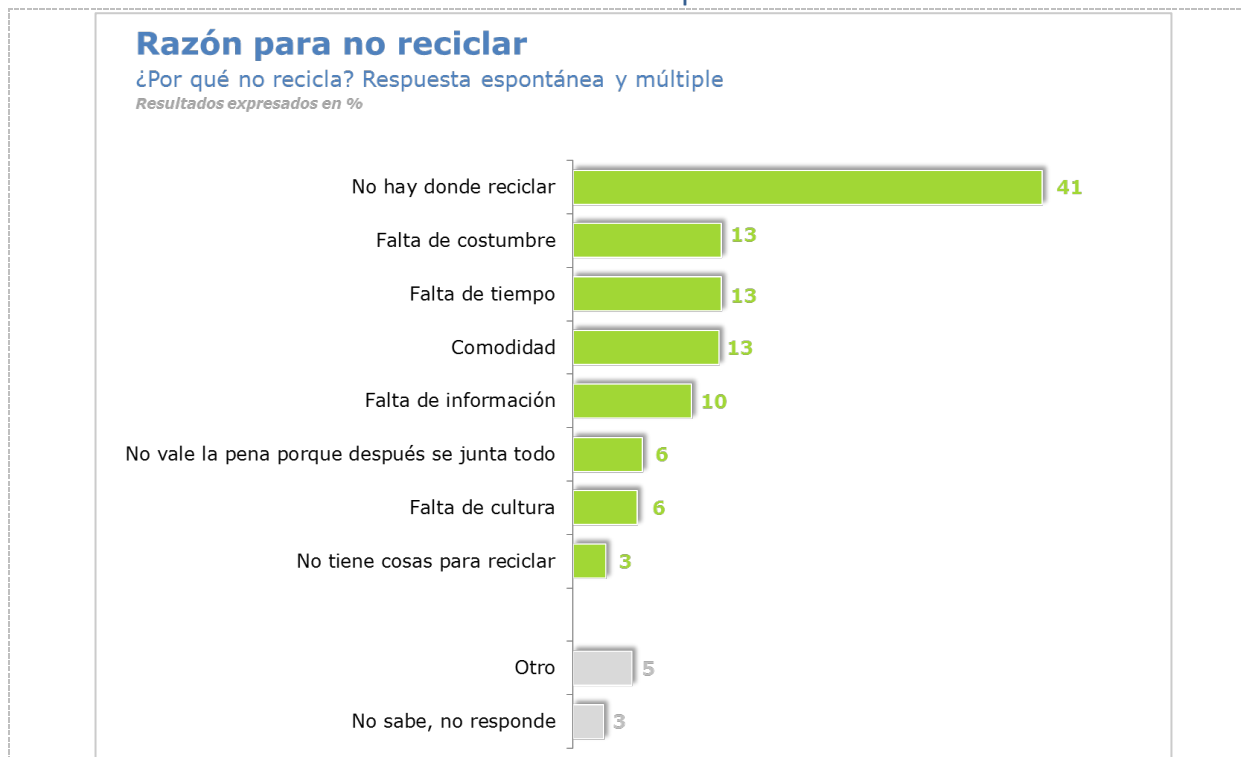 Razón para no reciclar
¿Por qué no recicla? Respuesta espontánea y múltiple
Resultados expresados en %
No hay donde reciclar 41
Falta de costumbre 13
Falta de tiempo 13
Comodidad 13
Falta de información 10
No vale la pena porque después se junta todo 6
Falta de cultura 6
No tiene cosas para reciclar 3
Otro 5
No sabe, no responde 3